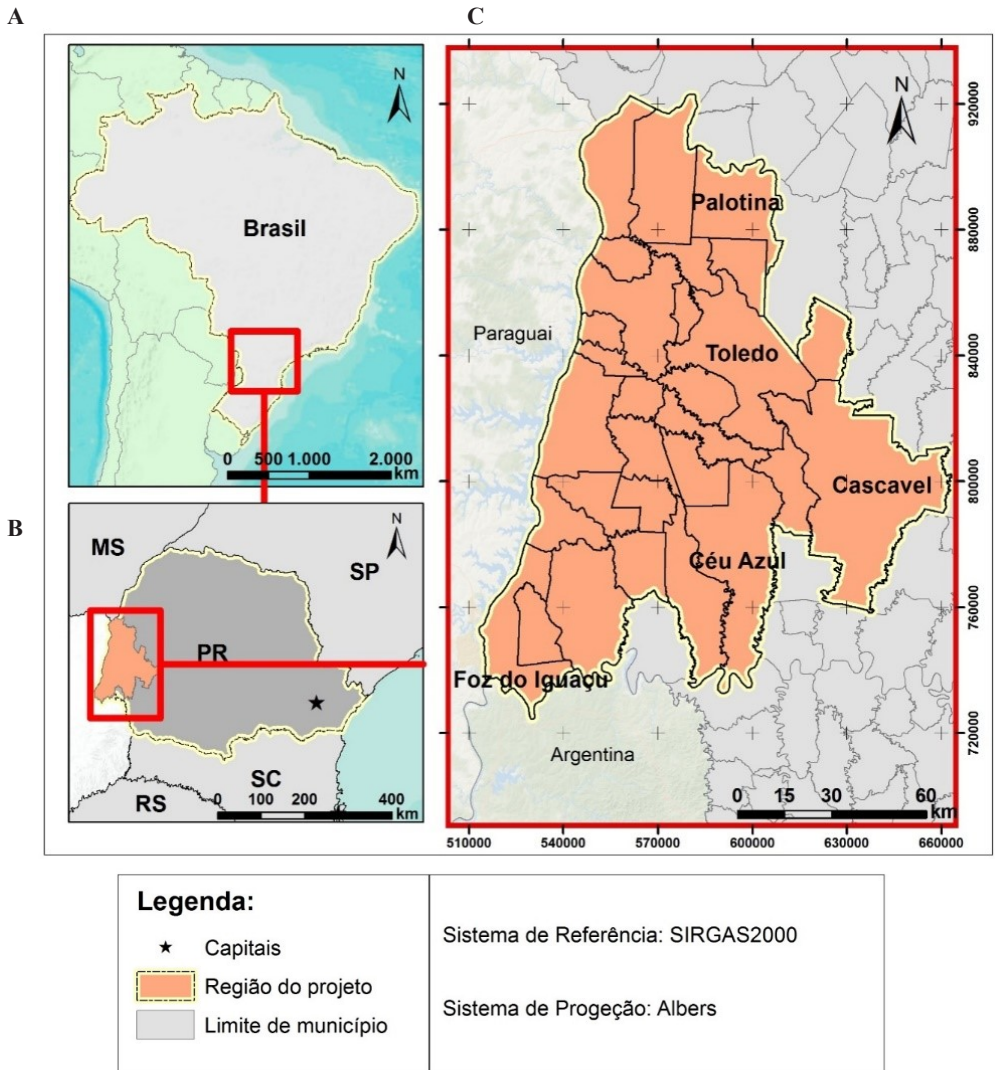 A
C
N
Brasil
0 500 1.000 2.000
km
B
N
MS
SP
PR
SC
RS
0 100 200 400
km
N
Palotina
Paraguai
Toledo
Cascavel
Céu Azul
Foz do Iguaçu
Argentina
0 15 30 60
km
920000
880000
840000
800000
760000
720000
510000 540000 570000 600000 630000 660000
Legenda:
Capitais
Região do projeto
Limite de município
Sistema de Referência: SIRGAS2000
Sistema de Progeção: Albers